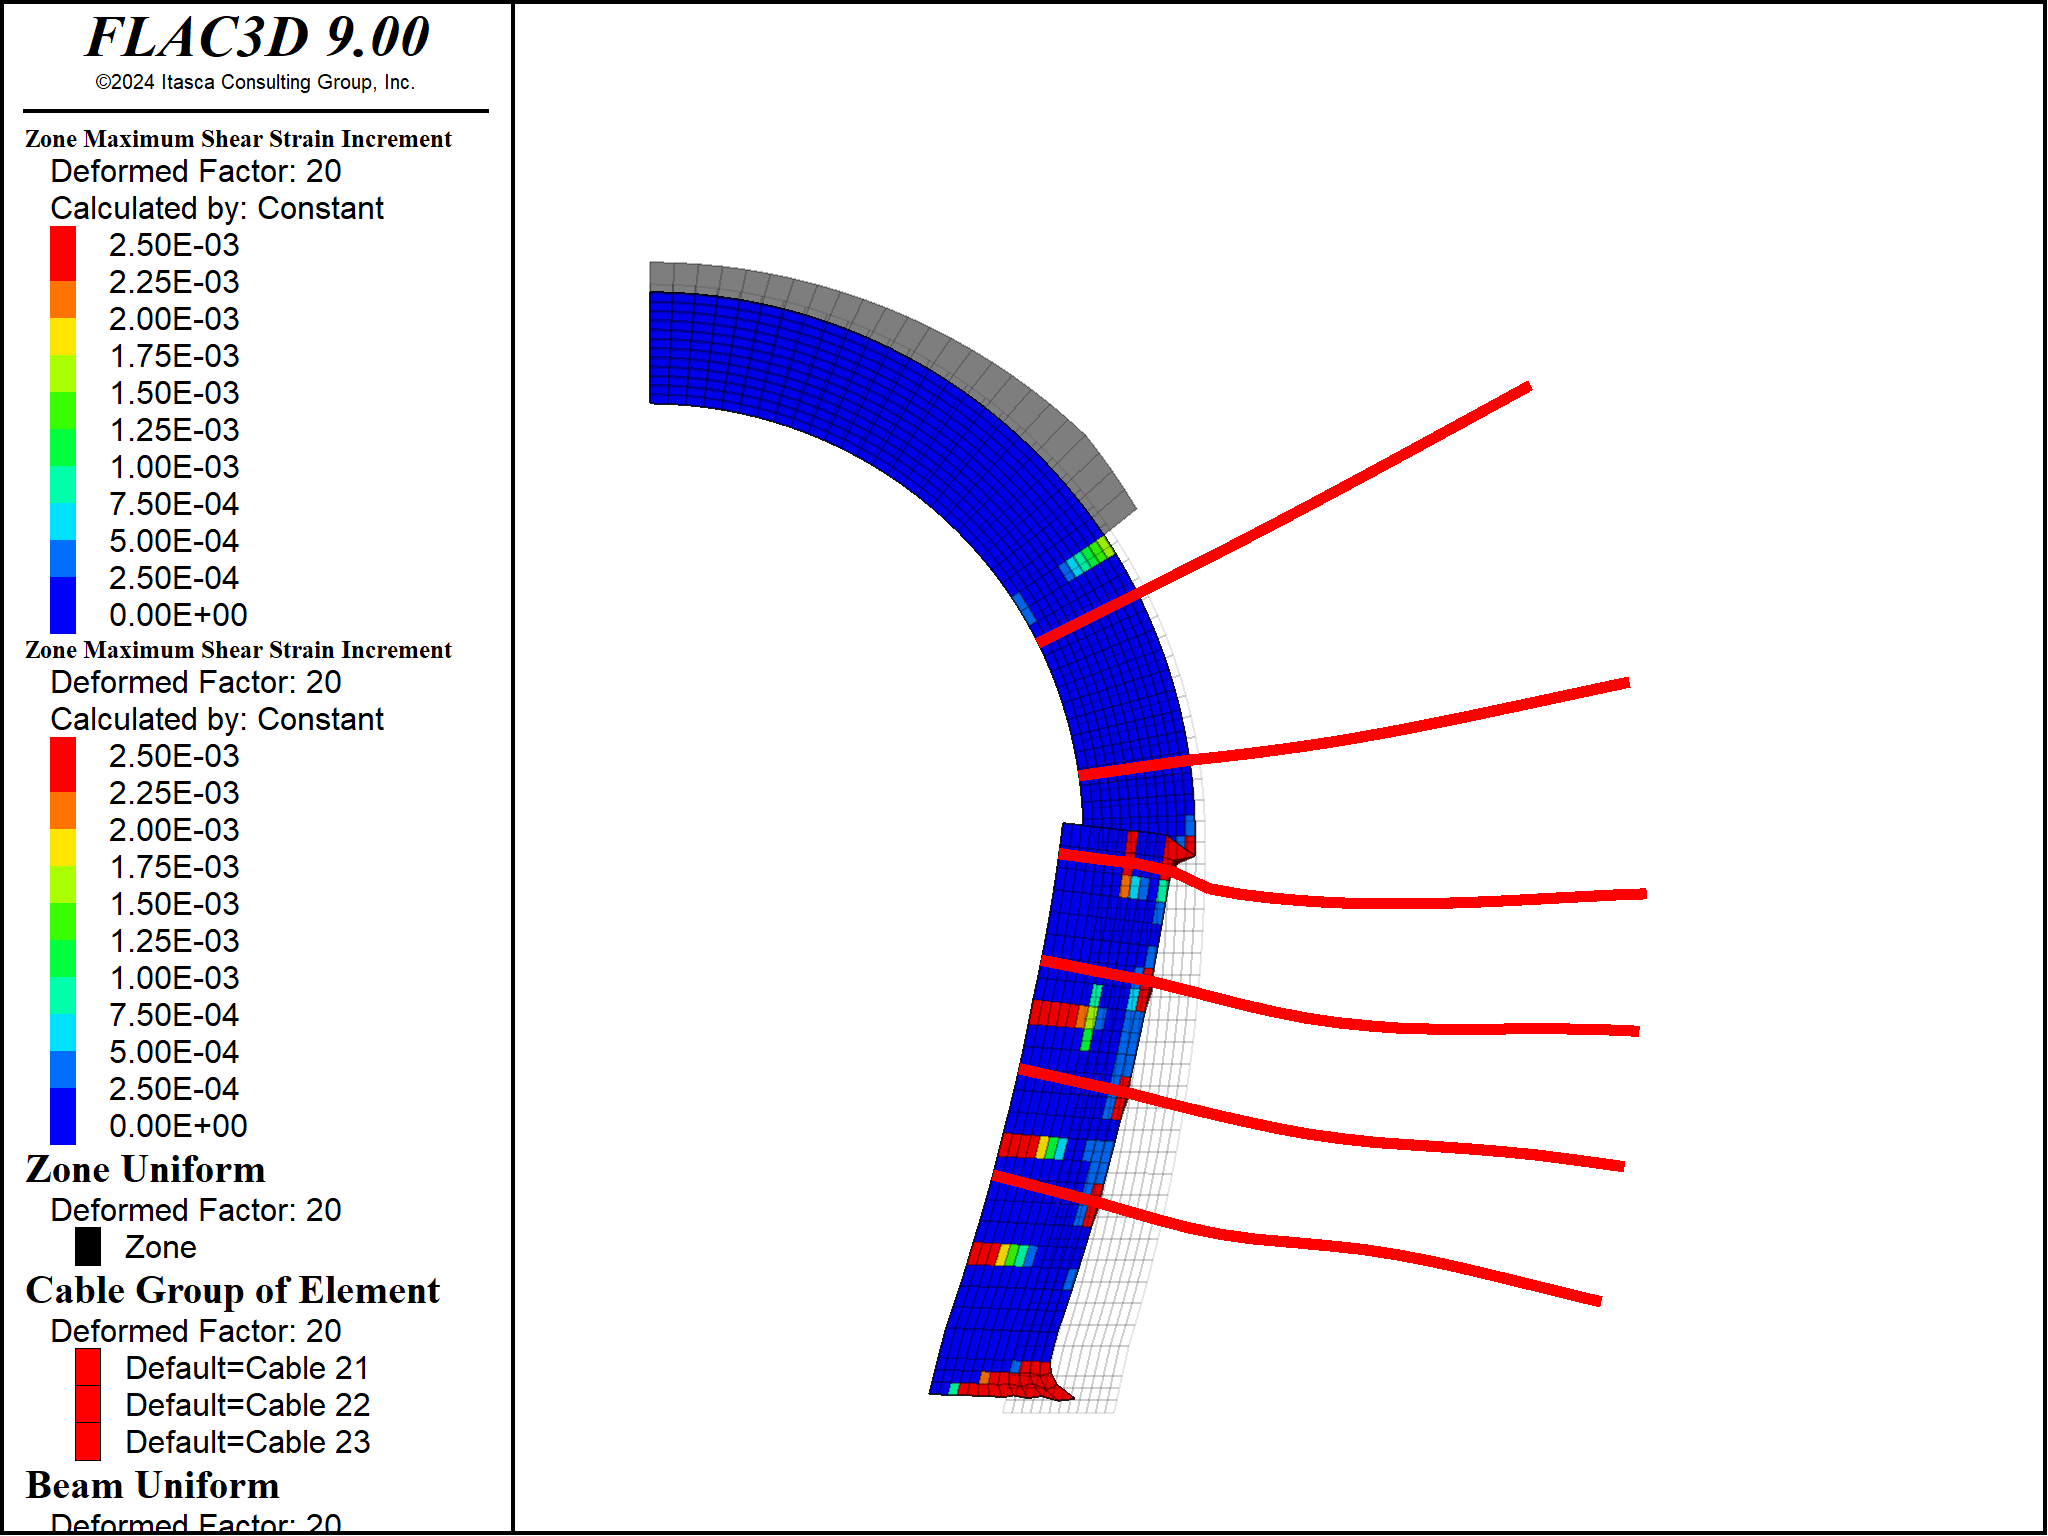 FLAC3D 9.00
©2024 Itasca Consulting Group, Inc.
Zone Maximum Shear Strain Increment
Deformed Factor: 20
Calculated by: Constant
2.50E-03
2.25E-03
2.00E-03
1.75E-03
1.50E-03
1.25E-03
1.00E-03
7.50E-04
5.00E-04
2.50E-04
0.00E+00
Zone Maximum Shear Strain Increment
Deformed Factor: 20
Calculated by: Constant
2.50E-03
2.25E-03
2.00E-03
1.75E-03
1.50E-03
1.25E-03
1.00E-03
7.50E-04
5.00E-04
2.50E-04
0.00E+00
Zone Uniform
Deformed Factor: 20
Zone
Cable Group of Element
Deformed Factor: 20
Default=Cable 21
Default=Cable 22
Default=Cable 23
Beam Uniform
Deformed Factor: 20